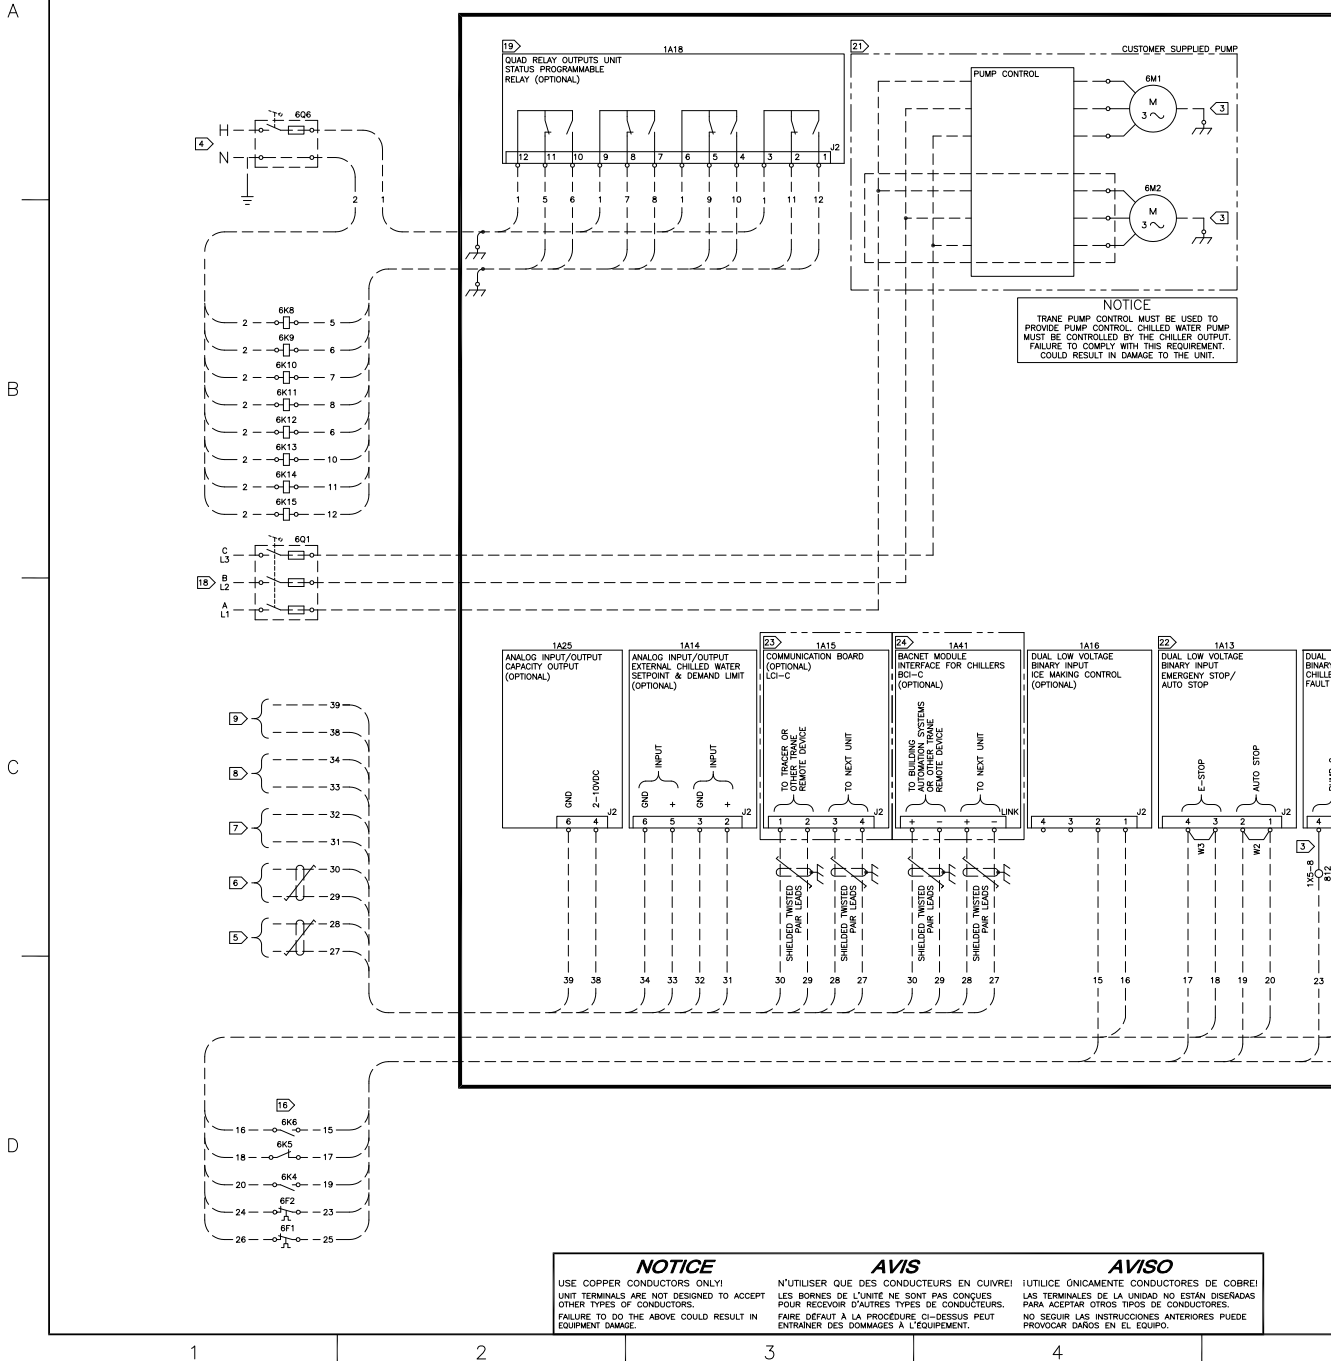 A
19
1A18
QUAD RELAY OUTPUTS UNIT
STATUS PROGRAMMABLE
RELAY (OPTIONAL)
J2
12 11 10 9 8 7 6 5 4 3 2 1
1 5 6 1 7 8 1 9 10 1 11 12
21
CUSTOMER SUPPLIED PUMP
PUMP CONTROL
6M1
M
3
3
6M2
M
3
3
NOTICE
TRANE PUMP CONTROL MUST BE USED TO
PROVIDE PUMP CONTROL. CHILLED WATER PUMP
MUST BE CONTROLLED BY THE CHILLER OUTPUT.
FAILURE TO COMPLY WITH THIS REQUIREMENT.
COULD RESULT IN DAMAGE TO THE UNIT.
4
H
N
6Q6
2 1
B
6K8
2 5
6K9
2 6
6K10
2 7
6K11
2 8
6K12
2 6
6K13
2 10
6K14
2 11
6K15
2 12
6Q1
C
L3
18
B
L2
A
L1
C
1A25
ANALOG INPUT/OUTPUT
CAPACITY OUTPUT
(OPTIONAL)
GND
2-10VDC
J2
6 4
1A14
ANALOG INPUT/OUTPUT
EXTERNAL CHILLED WATER
SETPOINT & DEMAND LIMIT
(OPTIONAL)
INPUT
INPUT
GND
+
GND
+
J2
6 5 3 2
23
1A15
COMMUNICATION BOARD
(OPTIONAL)
LCI-C
TO TRACER OR
OTHER TRANE
REMOTE DEVICE
TO NEXT UNIT
J2
1 2 3 4
24
1A41
BACNET MODULE
INTERFACE FOR CHILLERS
BCI-C
(OPTIONAL)
TO BUILDING
AUTOMATION SYSTEMS
OR OTHER TRANE
REMOTE DEVICE
TO NEXT UNIT
LINK
+ - + -
1A16
DUAL LOW VOLTAGE
BINARY INPUT
ICE MAKING CONTROL
(OPTIONAL)
J2
4 3 2 1
22
1A13
DUAL LOW VOLTAGE
BINARY INPUT
EMERGENY STOP/
AUTO STOP
E-STOP
AUTO STOP
J2
4 3 2 1
W3
W2
DUAL
BINARY
CHILLE
FAULT
4
3
1X5-8
812
SHIELDED TWISTED
PAIR LEADS
SHIELDED TWISTED
PAIR LEADS
SHIELDED TWISTED
PAIR LEADS
SHIELDED TWISTED
PAIR LEADS
9
39
38
8
34
33
7
32
31
6
30
29
5
28
27
39 38 34 33 32 31 30 29 28 27 30 29 28 27 15 16 17 18 19 20 23
D
16
6K6
16 15
6K5
18 17
6K4
20 19
6F2
24 23
6F1
26 25
NOTICE
USE COPPER CONDUCTORS ONLY!
UNIT TERMINALS ARE NOT DESIGNED TO ACCEPT
OTHER TYPES OF CONDUCTORS.
FAILURE TO DO THE ABOVE COULD RESULT IN
EQUIPMENT DAMAGE.
AVIS
N'UTILISER QUE DES CONDUCTEURS EN CUIVRE!
LES BORNES DE L'UNITÉ NE SONT PAS CONÇUES
POUR RECEVOIR D'AUTRES TYPES DE CONDUCTEURS.
FAIRE DÉFAUT À LA PROCÉDURE CI-DESSUS PEUT
ENTRAÎNER DES DOMMAGES À L'ÉQUIPEMENT.
AVISO
¡UTILICE ÚNICAMENTE CONDUCTORES DE COBRE!
LAS TERMINALES DE LA UNIDAD NO ESTÁN DISEÑADAS
PARA ACEPTAR OTROS TIPOS DE CONDUCTORES.
NO SEGUIR LAS INSTRUCCIONES ANTERIORES PUEDE
PROVOCAR DAÑOS EN EL EQUIPO.
1 2 3 4